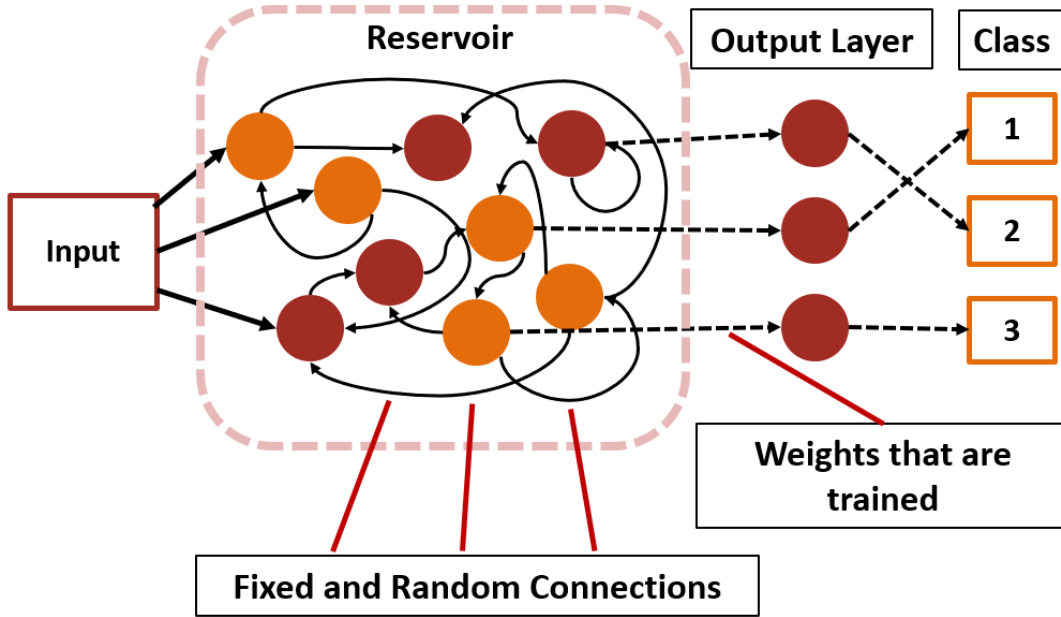 Reservoir
Output Layer
Class
Input
1
2
3
Weights that are
trained
Fixed and Random Connections